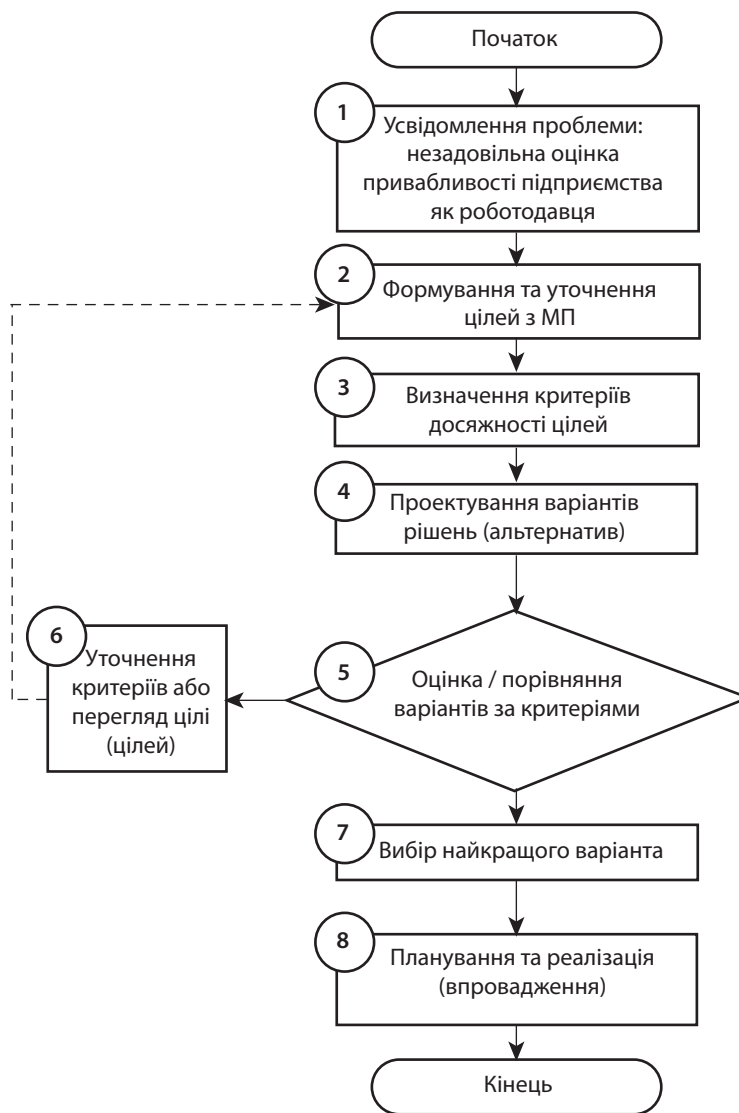 Початок
1
Усвідомлення проблеми:
незадовільна оцінка
привабливості підприємства
як роботодавця
2
Формування та уточнення
цілей з МП
3
Визначення критеріїв
досяжності цілей
4
Проектування варіантів
рішень (альтернатив)
5
Оцінка / порівняння
варіантів за критеріями
6
Уточнення
критеріїв або
перегляд цілі
(цілей)
7
Вибір найкращого варіанта
8
Планування та реалізація
(впровадження)
Кінець